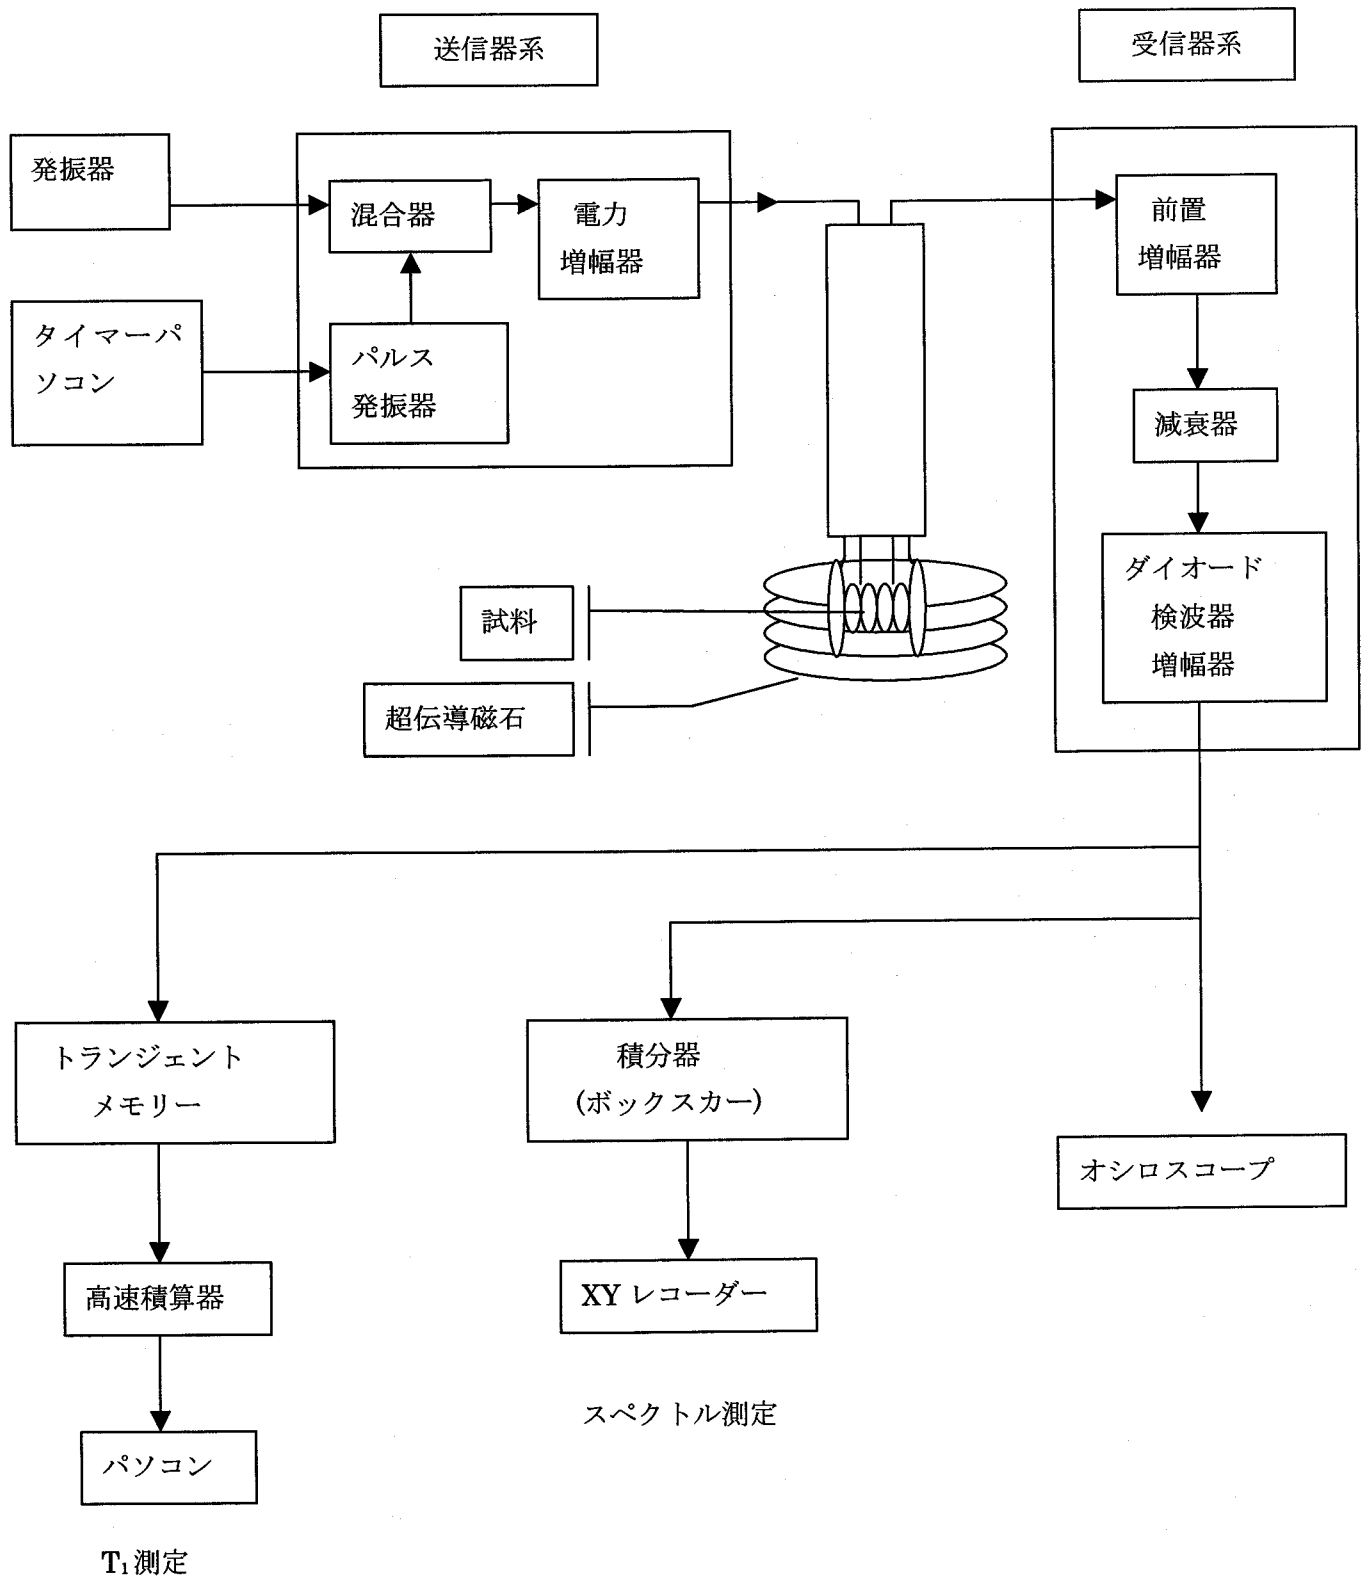 送信器系
受信器系
発振器
混合器
電力
増幅器
前置
増幅器
タイマーパ
ソコン
パルス
発振器
減衰器
ダイオード
検波器
増幅器
試料
超伝導磁石
トランジェント
メモリー
積分器
(ボックスカー)
オシロスコープ
高速積算器
XYレコーダー
スペクトル測定
パソコン
T₁測定